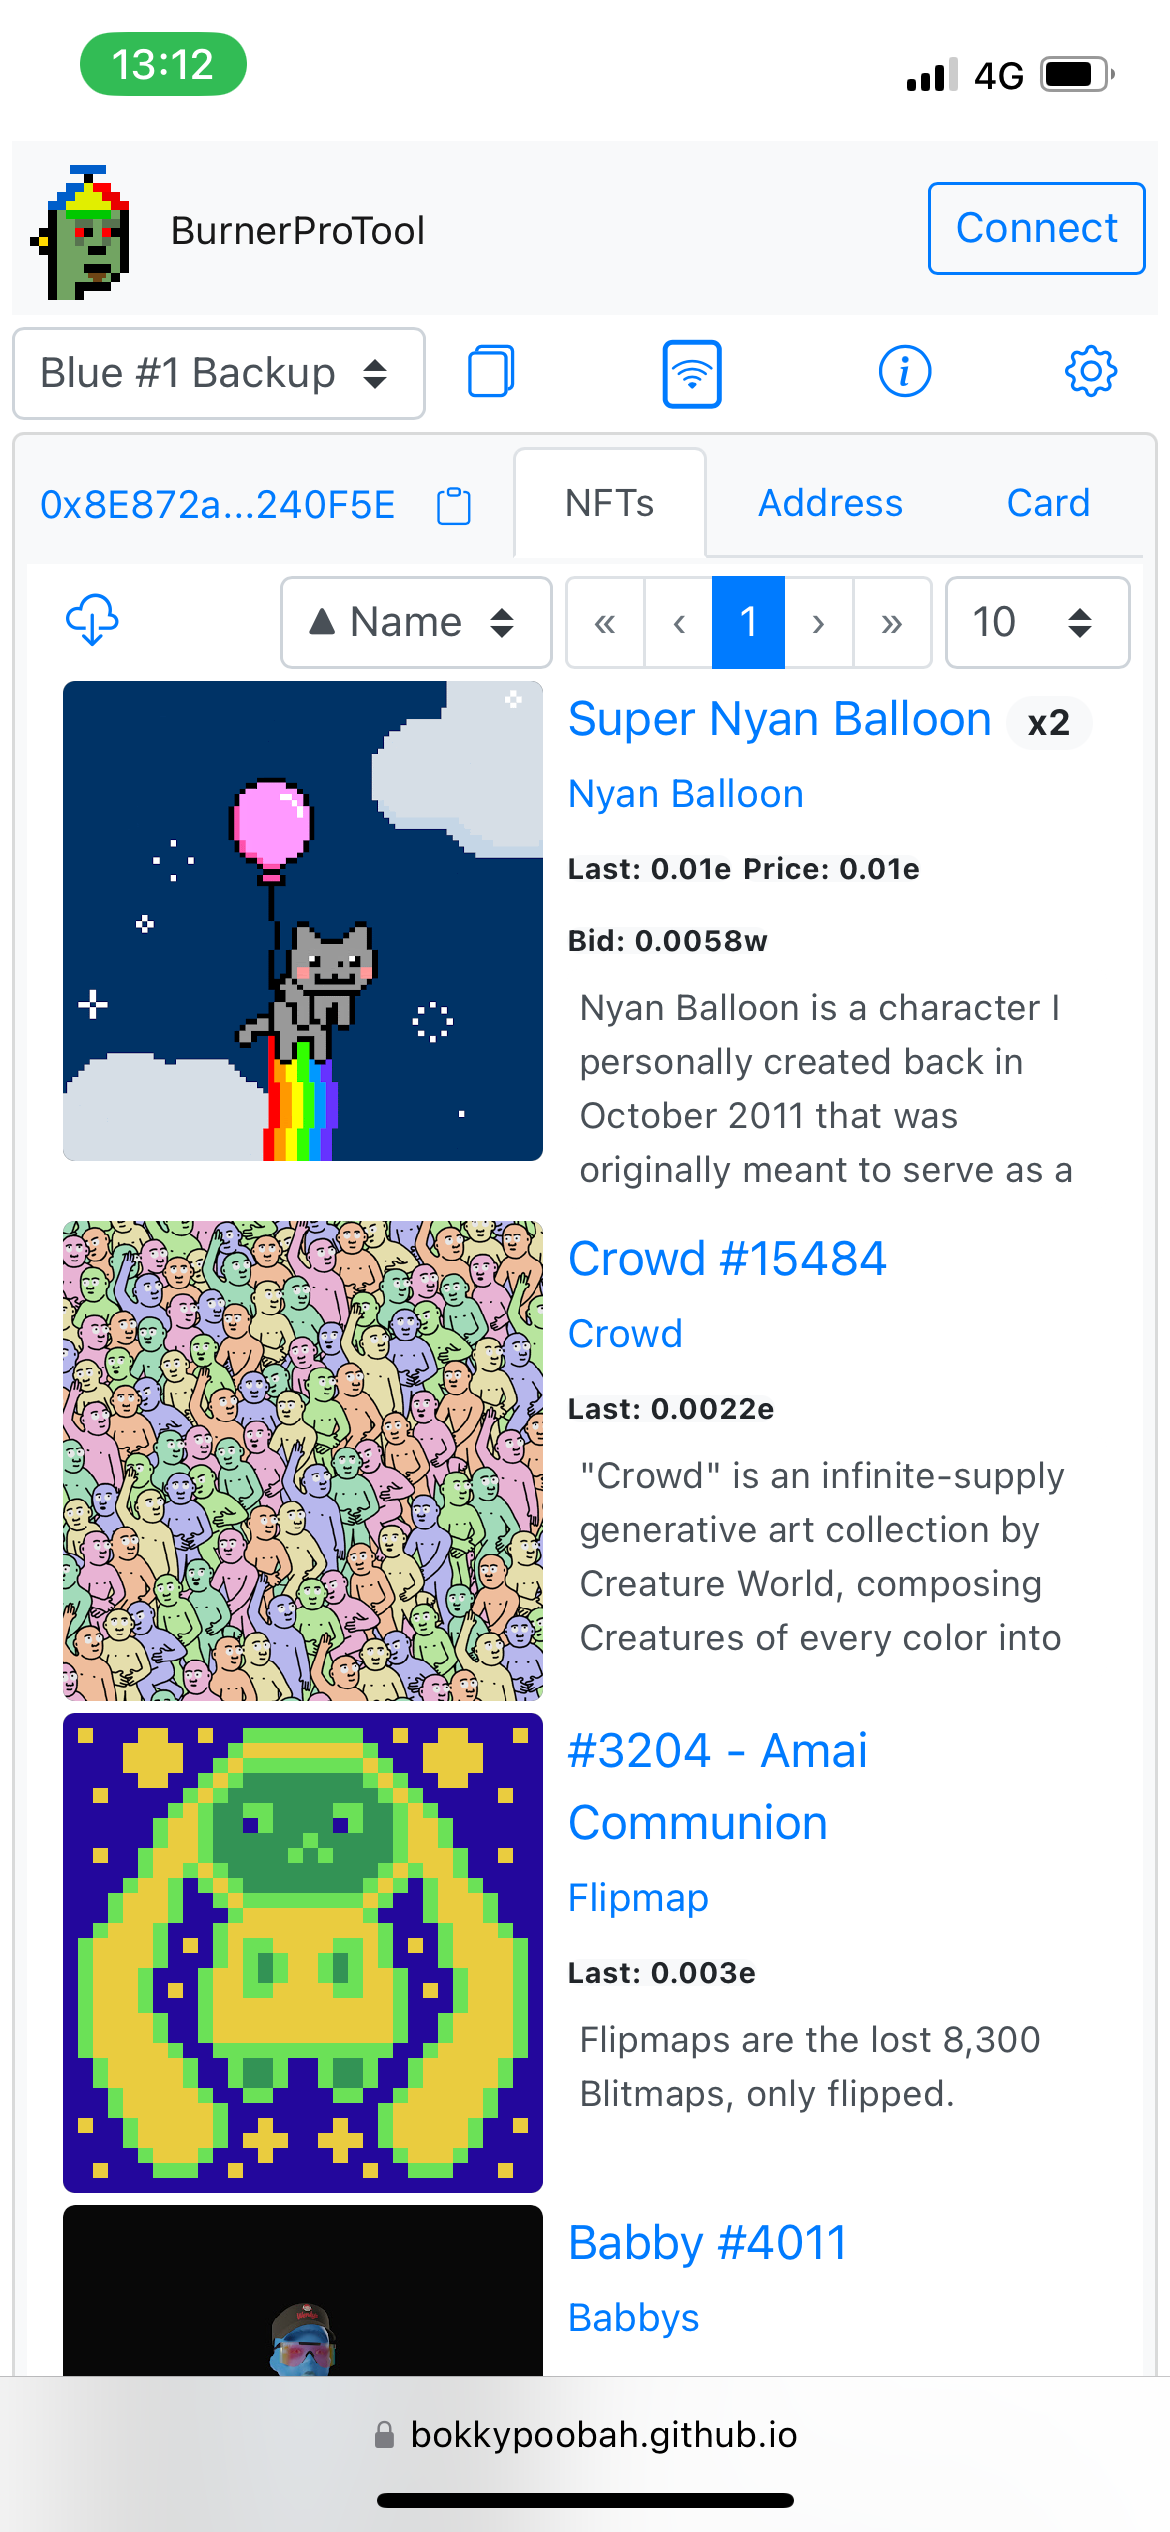 13:12
4G
BurnerProTool
Connect
Blue #1 Backup
0x8E872a...240F5E
NFTs
Address
Card
▲ Name
«
‹
1
›
»
10
Super Nyan Balloon x2
Nyan Balloon
Last: 0.01e Price: 0.01e
Bid: 0.0058w
Nyan Balloon is a character I
personally created back in
October 2011 that was
originally meant to serve as a
Crowd #15484
Crowd
Last: 0.0022e
"Crowd" is an infinite-supply
generative art collection by
Creature World, composing
Creatures of every color into
#3204 - Amai
Communion
Flipmap
Last: 0.003e
Flipmaps are the lost 8,300
Blitmaps, only flipped.
Babby #4011
Babbys
bokkypoobah.github.io